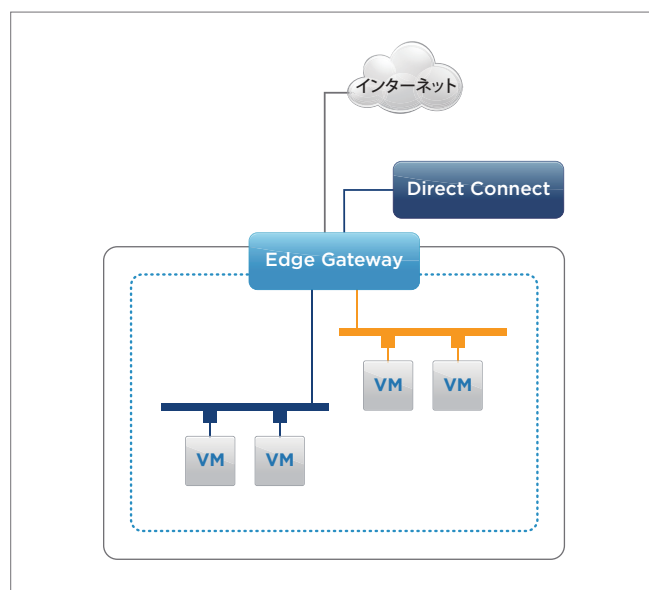 インターネット
Direct Connect
Edge Gateway
VM
VM
VM
VM